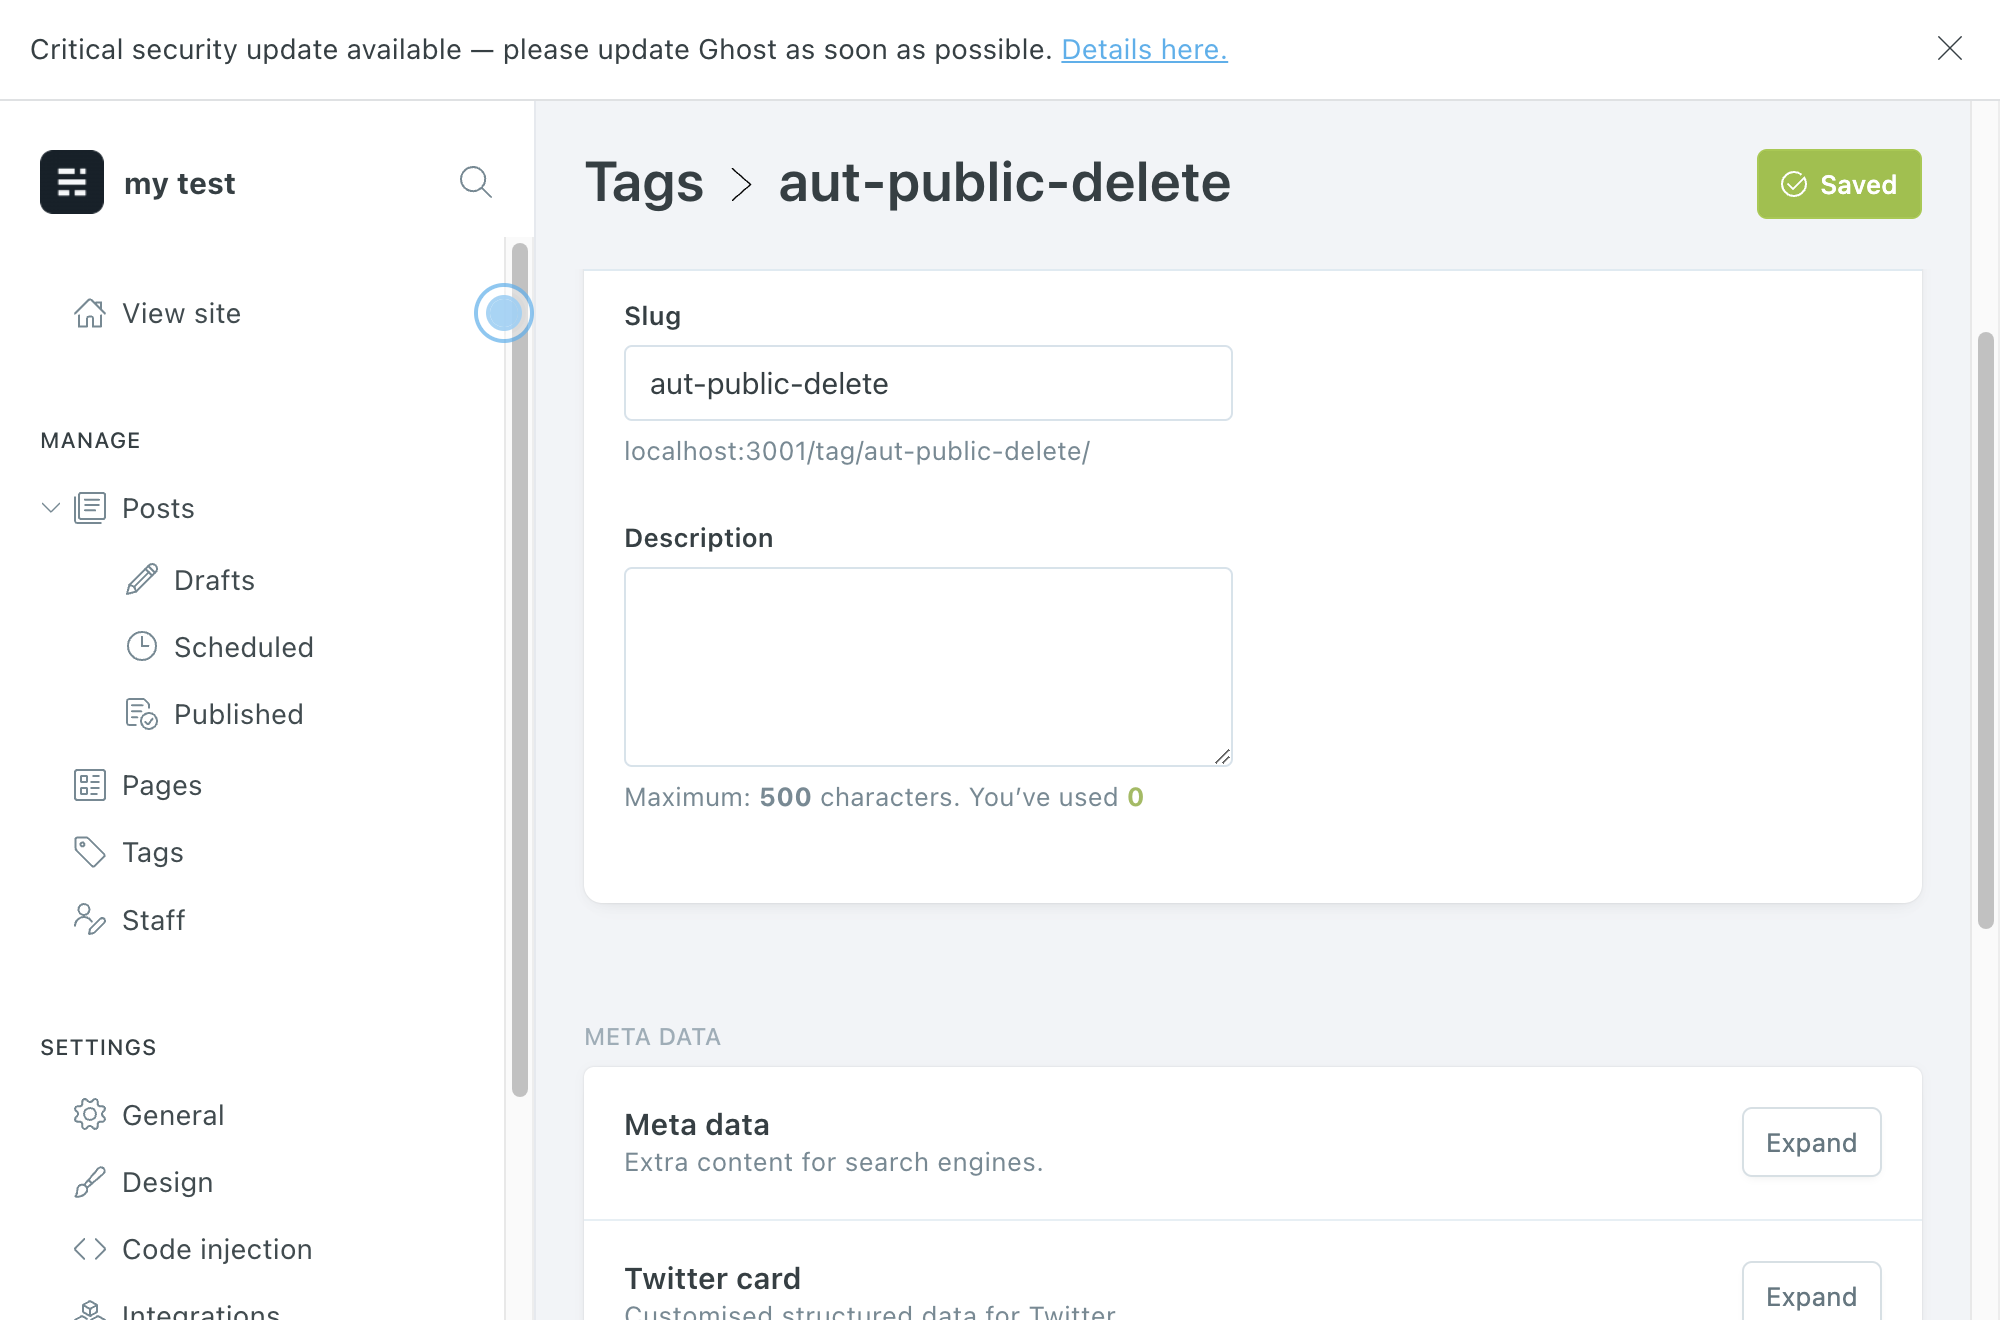 Critical security update available — please update Ghost as soon as possible. Details here.
my test
View site
MANAGE
Posts
Drafts
Scheduled
Published
Pages
Tags
Staff
SETTINGS
General
Design
Code injection
Integrations
Tags > aut-public-delete
Saved
Slug
aut-public-delete
localhost:3001/tag/aut-public-delete/
Description
Maximum: 500 characters. You’ve used 0
META DATA
Meta data
Extra content for search engines.
Expand
Twitter card
Customised structured data for Twitter
Expand